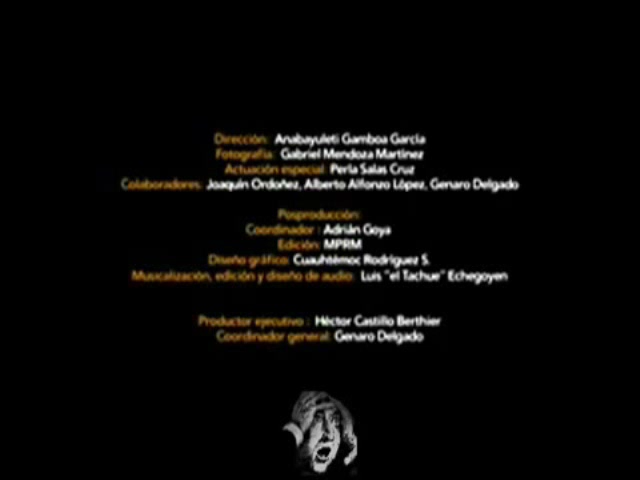 Dirección: Anabayuleti Gamboa García
Fotografía: Gabriel Mendoza Martínez
Actuación especial: Perla Salas Cruz
Colaboradores: Joaquín Ordoñez, Alberto Alfonzo López, Genaro Delgado
Posproducción:
Coordinador : Adrián Goya
Edición: MPRM
Diseño gráfico: Cuauhtémoc Rodríguez S.
Musicalización, edición y diseño de audio: Luis "el Tachue" Echegoyen
Productor ejecutivo : Héctor Castillo Berthier
Coordinador general: Genaro Delgado